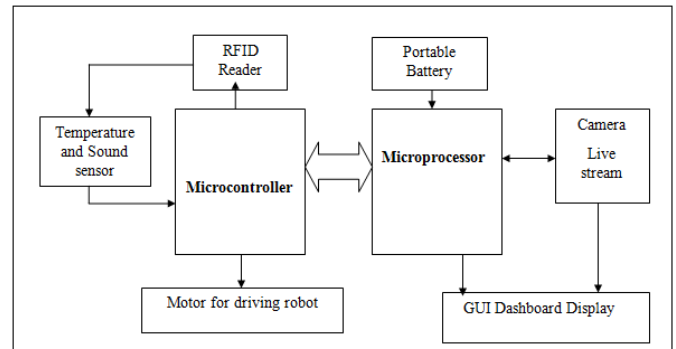 RFID
Reader
Portable
Battery
Temperature
and Sound
sensor
Microcontroller
Microprocessor
Camera
Live
stream
Motor for driving robot
GUI Dashboard Display